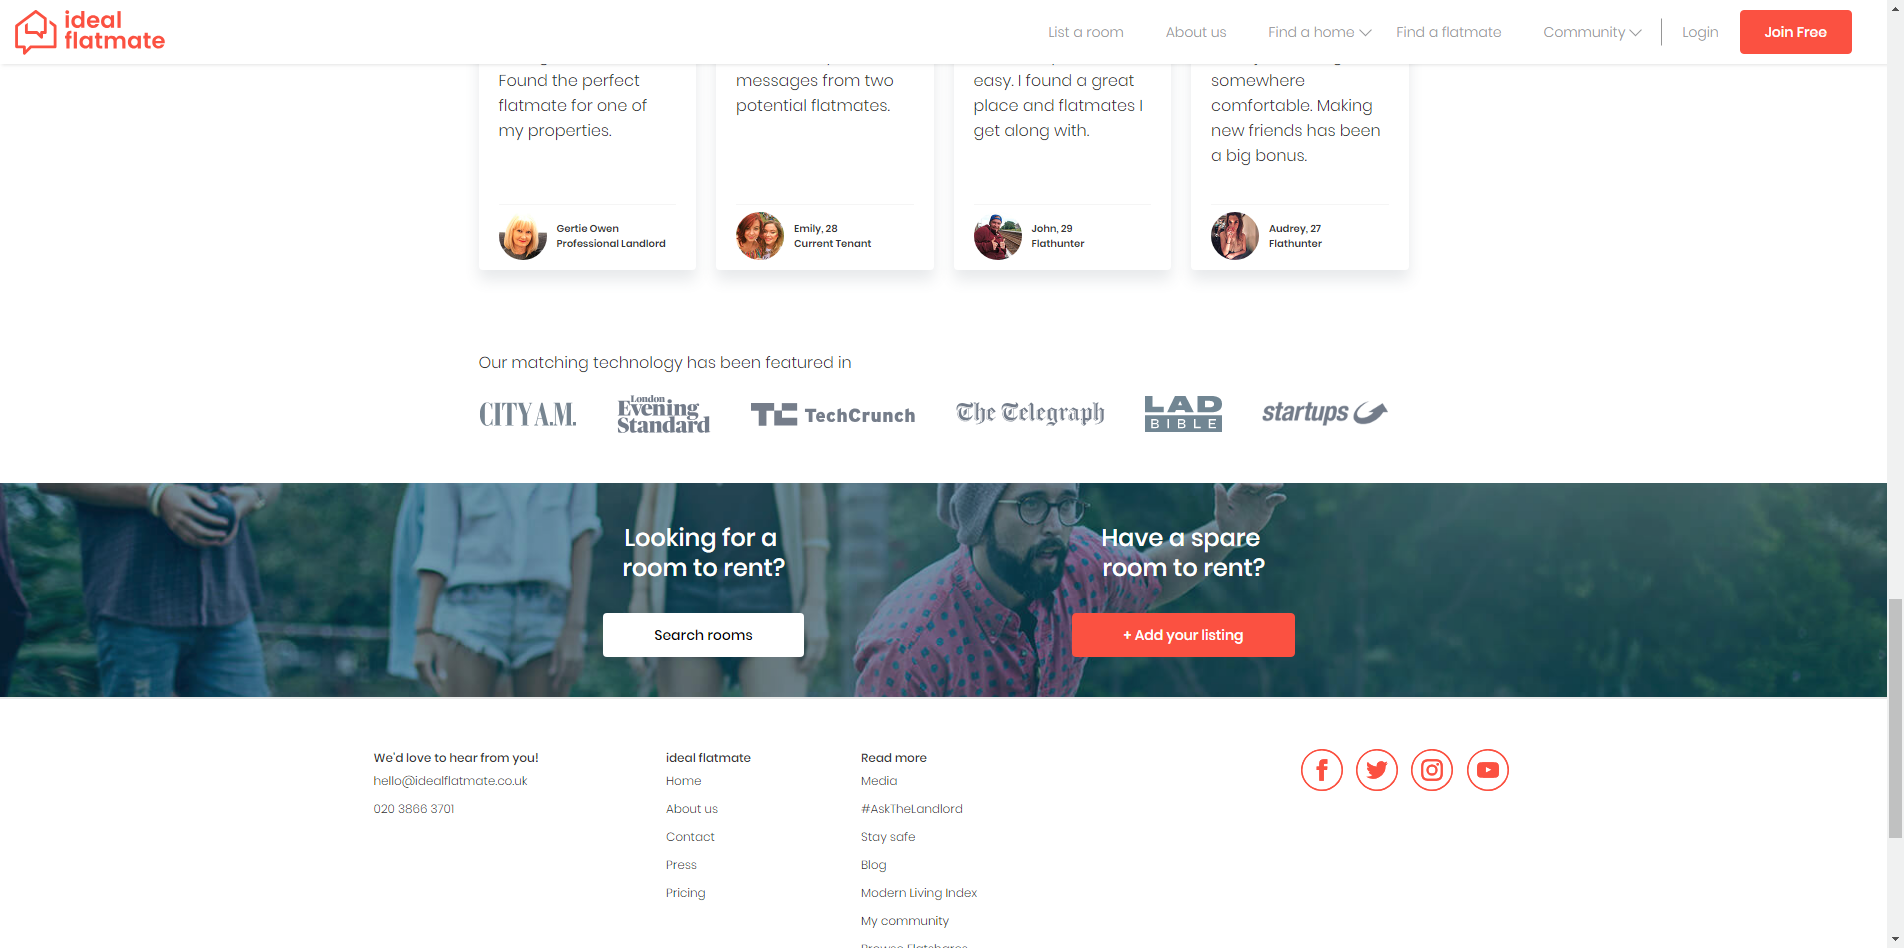 ideal
flatmate
List a room
About us
Find a home
Find a flatmate
Community
Login
Join Free
Found the perfect
flatmate for one of
my properties.
Gertie Owen
Professional Landlord
messages from two
potential flatmates.
Emily, 28
Current Tenant
easy. I found a great
place and flatmates I
get along with.
John, 29
Flathunter
somewhere
comfortable. Making
new friends has been
a big bonus.
Audrey, 27
Flathunter
Our matching technology has been featured in
CITY A.M.
London
Evening
Standard
TC TechCrunch
The Telegraph
LAD
BIBLE
startups
Looking for a
room to rent?
Search rooms
Have a spare
room to rent?
+ Add your listing
We'd love to hear from you!
hello@idealflatmate.co.uk
020 3866 3701
ideal flatmate
Home
About us
Contact
Press
Pricing
Read more
Media
#AskTheLandlord
Stay safe
Blog
Modern Living Index
My community
Browse Flatshares